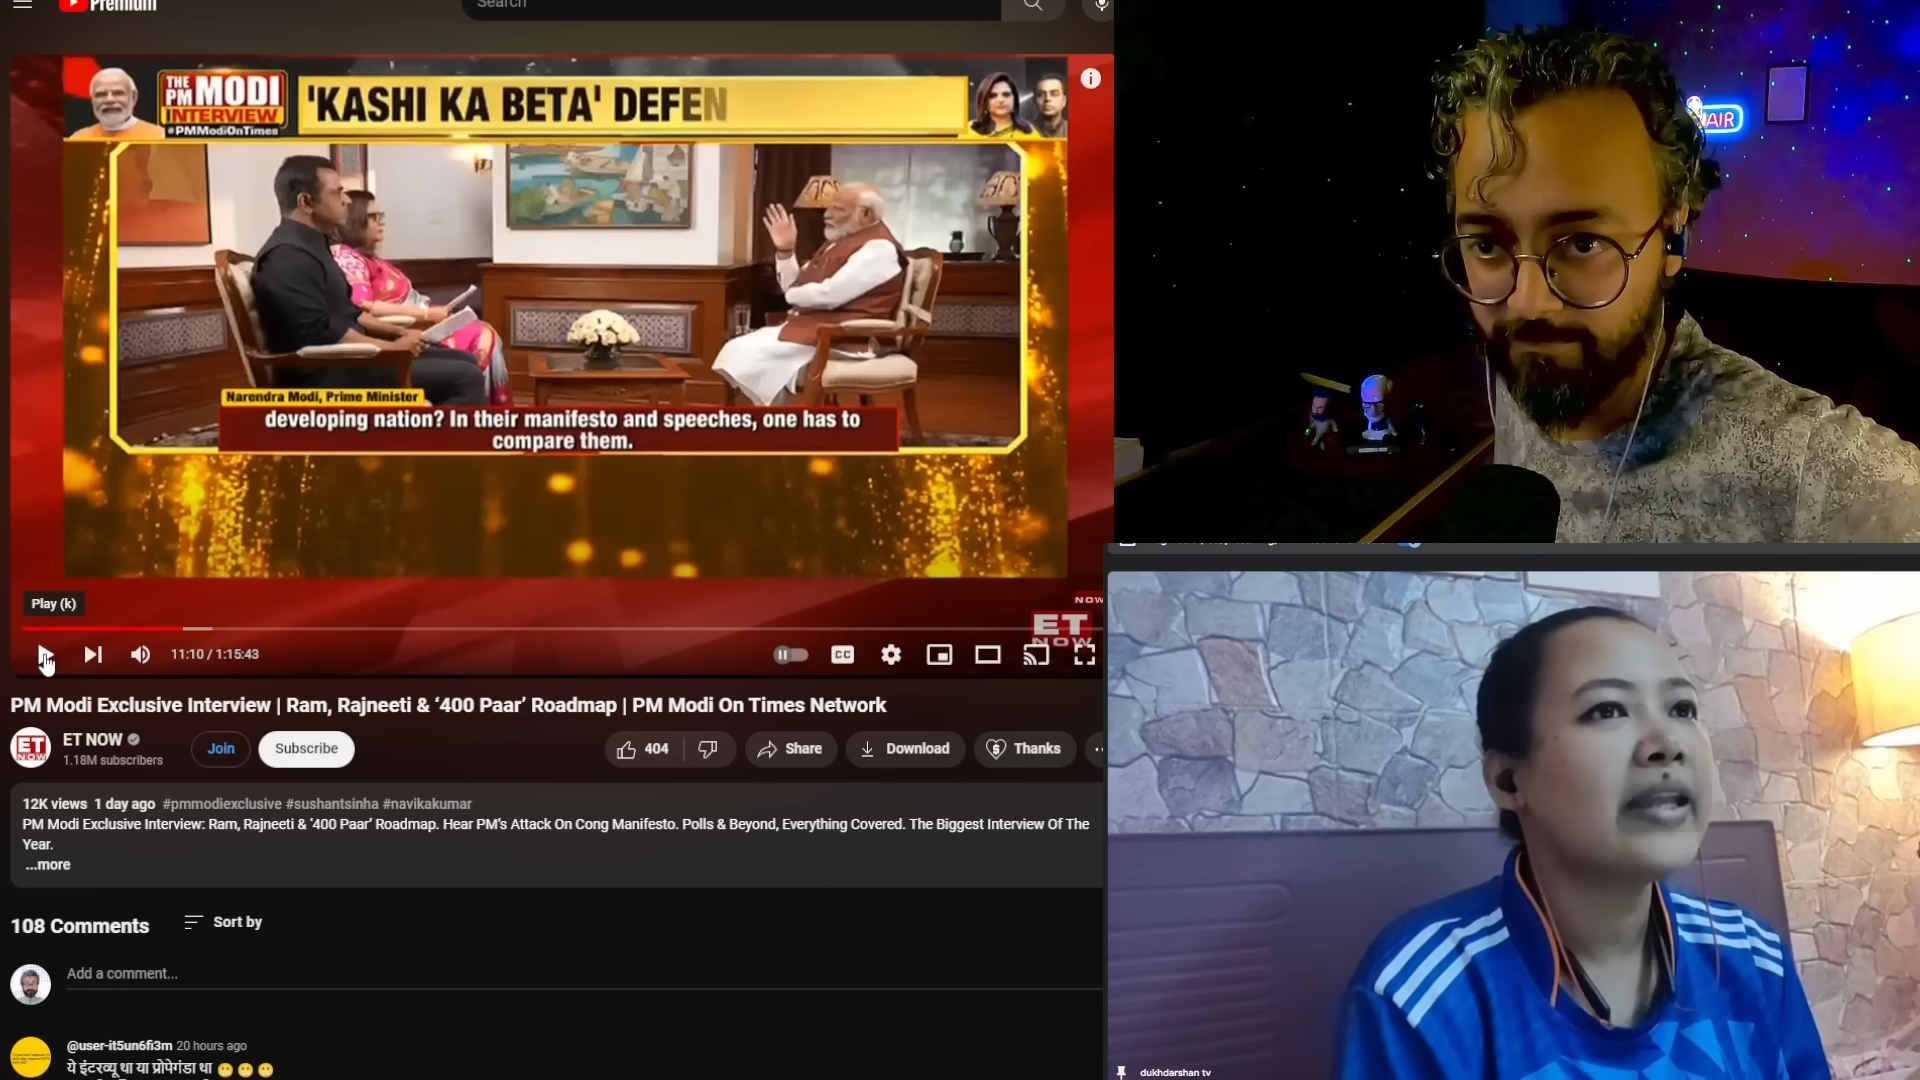 Premium
Search
THE
PM MODI
INTERVIEW
#PMModiOnTimes
'KASHI KA BETA' DEFEN
AIR
Narendra Modi, Prime Minister
developing nation? In their manifesto and speeches, one has to
compare them.
Play (k)
NOW
ET
NOW
11:10 / 1:15:43
CC
PM Modi Exclusive Interview | Ram, Rajneeti & ‘400 Paar’ Roadmap | PM Modi On Times Network
ET
NOW
ET NOW
1.18M subscribers
Join
Subscribe
404
Share
Download
Thanks
12K views 1 day ago #pmmodiexclusive #sushantsinha #navikakumar
PM Modi Exclusive Interview: Ram, Rajneeti & ‘400 Paar’ Roadmap. Hear PM’s Attack On Cong Manifesto. Polls & Beyond, Everything Covered. The Biggest Interview Of The
Year.
...more
108 Comments
Sort by
Add a comment...
@user-it5un6fi3m 20 hours ago
ये इंटरव्यू था या प्रोपेगंडा था 😁😁😁
dukhdarshan tv